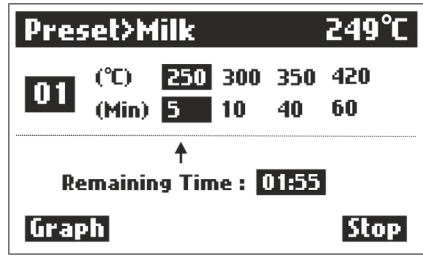 Preset>Milk 249°C
01
(°C) 250 300 350 420
(Min) 5 10 40 60
Remaining Time : 01:55
Graph Stop